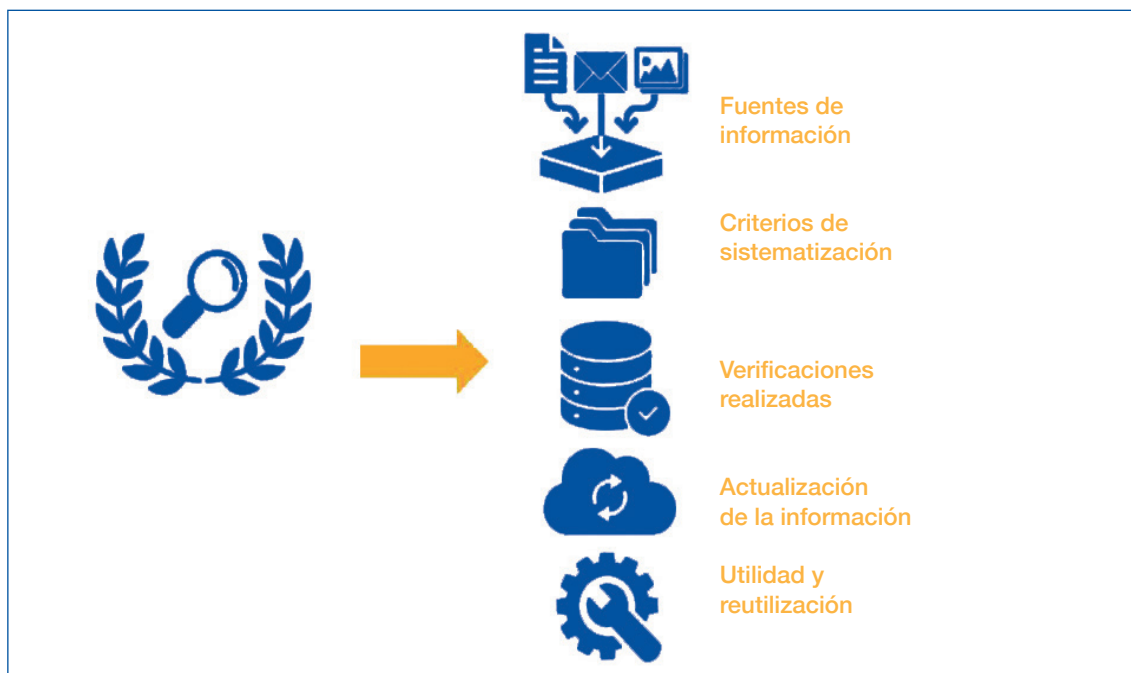 Fuentes de
información
Criterios de
sistematización
Verificaciones
realizadas
Actualización
de la información
Utilidad y
reutilización